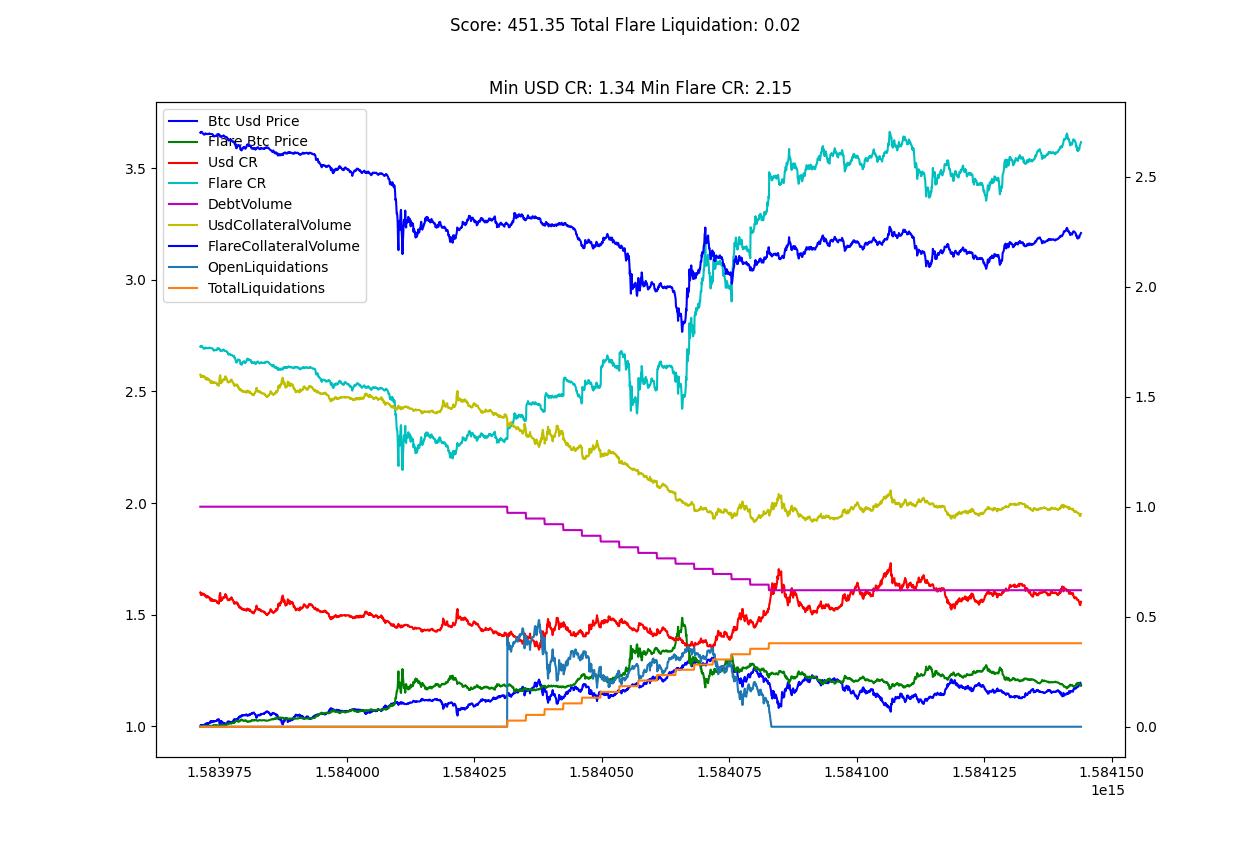 Score: 451.35 Total Flare Liquidation: 0.02
Min USD CR: 1.34 Min Flare CR: 2.15
Btc Usd Price
Flare Btc Price
Usd CR
Flare CR
DebtVolume
UsdCollateralVolume
FlareCollateralVolume
OpenLiquidations
TotalLiquidations
3.5
3.0
2.5
2.0
1.5
1.0
2.5
2.0
1.5
1.0
0.5
0.0
1.583975 1.584000 1.584025 1.584050 1.584075 1.584100 1.584125 1.584150
1e15